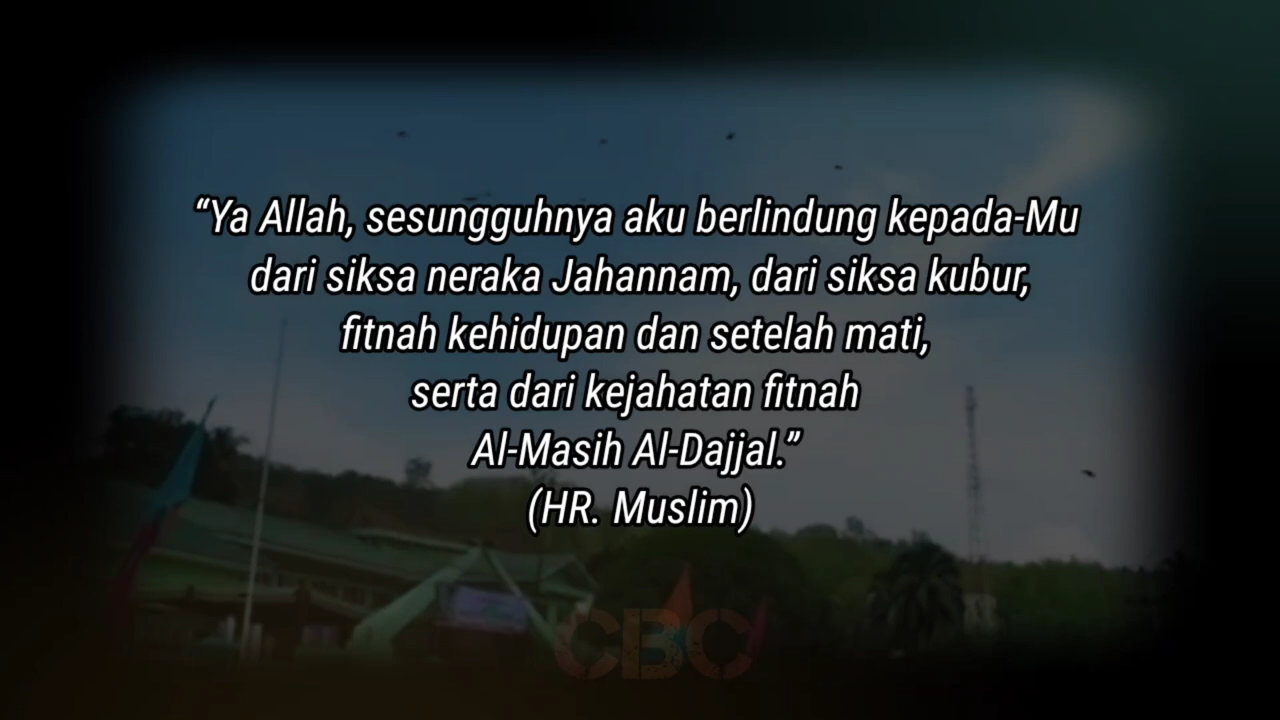 “Ya Allah, sesungguhnya aku berlindung kepada-Mu
dari siksa neraka Jahannam, dari siksa kubur,
fitnah kehidupan dan setelah mati,
serta dari kejahatan fitnah
Al-Masih Al-Dajjal.”
(HR. Muslim)
CBC